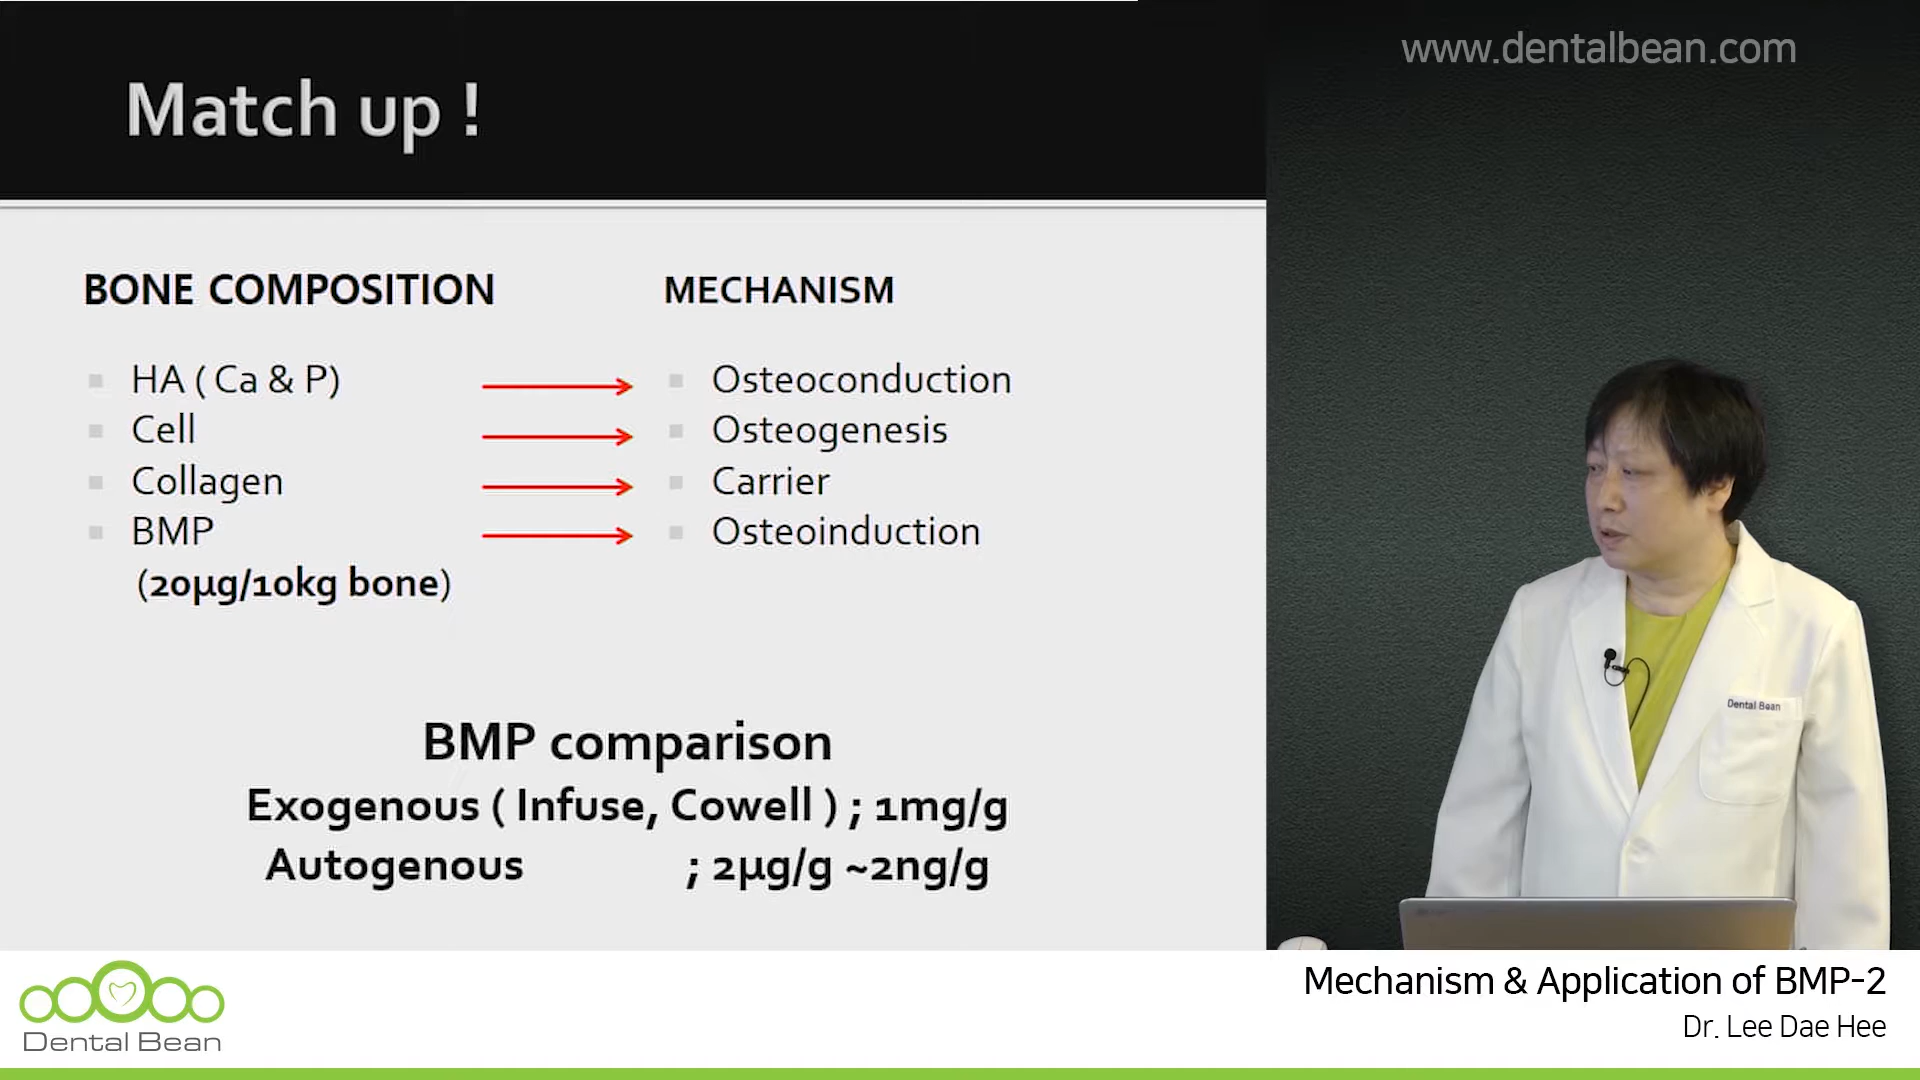 www.dentalbean.com
Match up !
BONE COMPOSITION
HA ( Ca & P)
Cell
Collagen
BMP
(20µg/10kg bone)
MECHANISM
Osteoconduction
Osteogenesis
Carrier
Osteoinduction
BMP comparison
Exogenous ( Infuse, Cowell ) ; 1mg/g
Autogenous ; 2µg/g ~2ng/g
Dental Bean
Dental Bean
Mechanism & Application of BMP-2
Dr. Lee Dae Hee